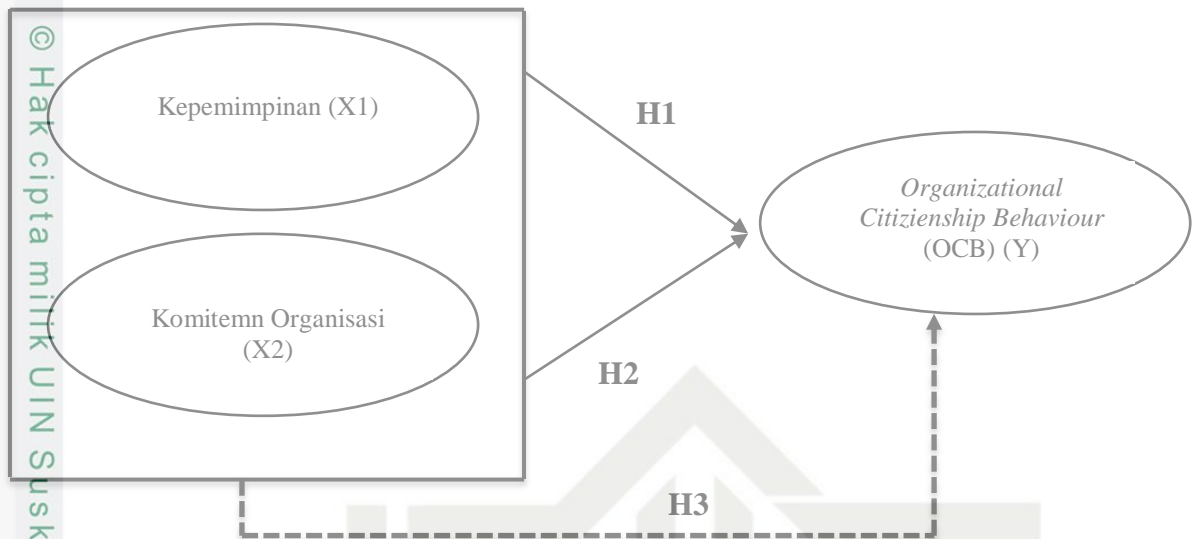 © Hak cipta milik UIN Susk
Kepemimpinan (X1)
H1
Organizational
Citizienship Behaviour
(OCB) (Y)
Komitemn Organisasi
(X2)
H2
H3